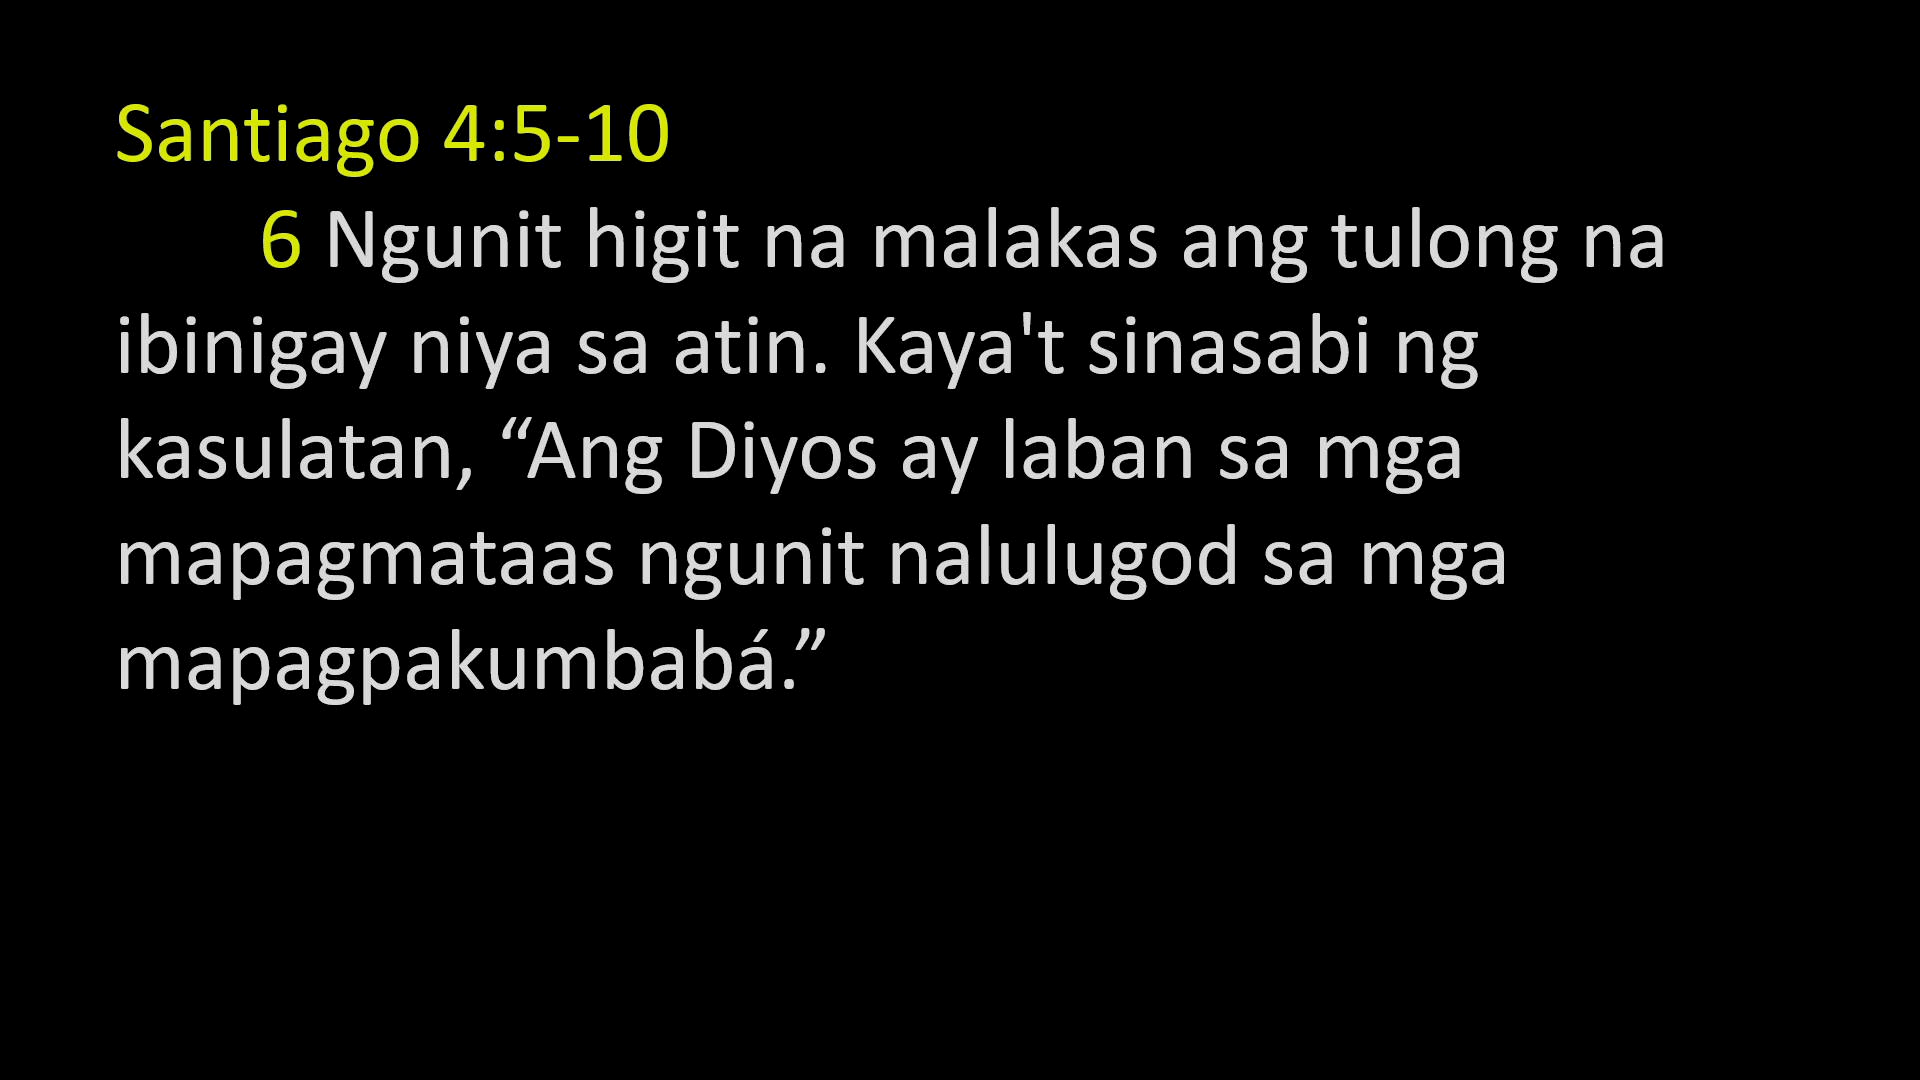 Santiago 4:5-10
6 Ngunit higit na malakas ang tulong na
ibinigay niya sa atin. Kaya't sinasabi ng
kasulatan, “Ang Diyos ay laban sa mga
mapagmataas ngunit nalulugod sa mga
mapagpakumbabá.”